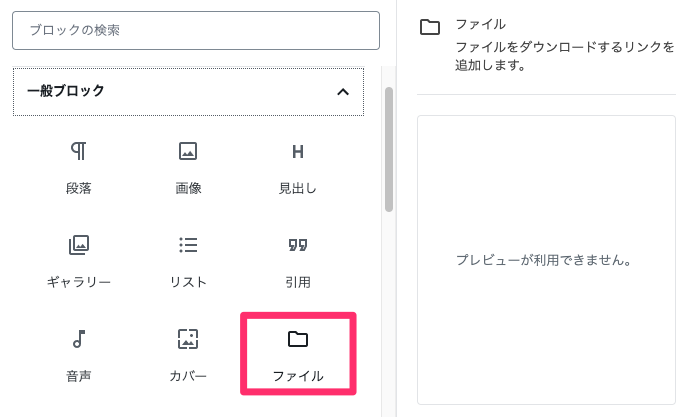 ブロックの検索
一般ブロック
段落
画像
見出し
ギャラリー
リスト
引用
音声
カバー
ファイル
ファイル
ファイルをダウンロードするリンクを
追加します。
プレビューが利用できません。